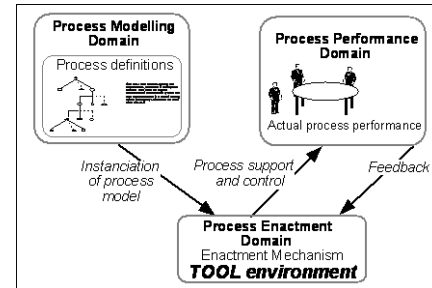 Process Modelling
Domain
Process definitions
Process Performance
Domain
Actual process performance
Instanciation
of process
model
Process support
and control
Feedback
Process Enactment
Domain
Enactment Mechanism
TOOL environment